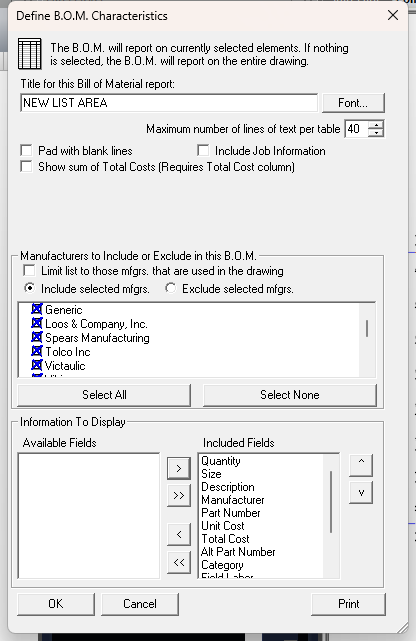 Define B.O.M. Characteristics
The B.O.M. will report on currently selected elements. If nothing
is selected, the B.O.M. will report on the entire drawing.
Title for this Bill of Material report:
NEW LIST AREA
Font...
Maximum number of lines of text per table 40
Pad with blank lines
Include Job Information
Show sum of Total Costs (Requires Total Cost column)
Manufacturers to Include or Exclude in this B.O.M.
Limit list to those mfgrs. that are used in the drawing
Include selected mfgrs.
Exclude selected mfgrs.
Generic
Loos & Company, Inc.
Spears Manufacturing
Tolco Inc
Victaulic
Select All
Select None
Information To Display
Available Fields
Included Fields
>
>>
<
<<
Quantity
Size
Description
Manufacturer
Part Number
Unit Cost
Total Cost
Alt Part Number
Category
Field Labor
^
v
OK
Cancel
Print